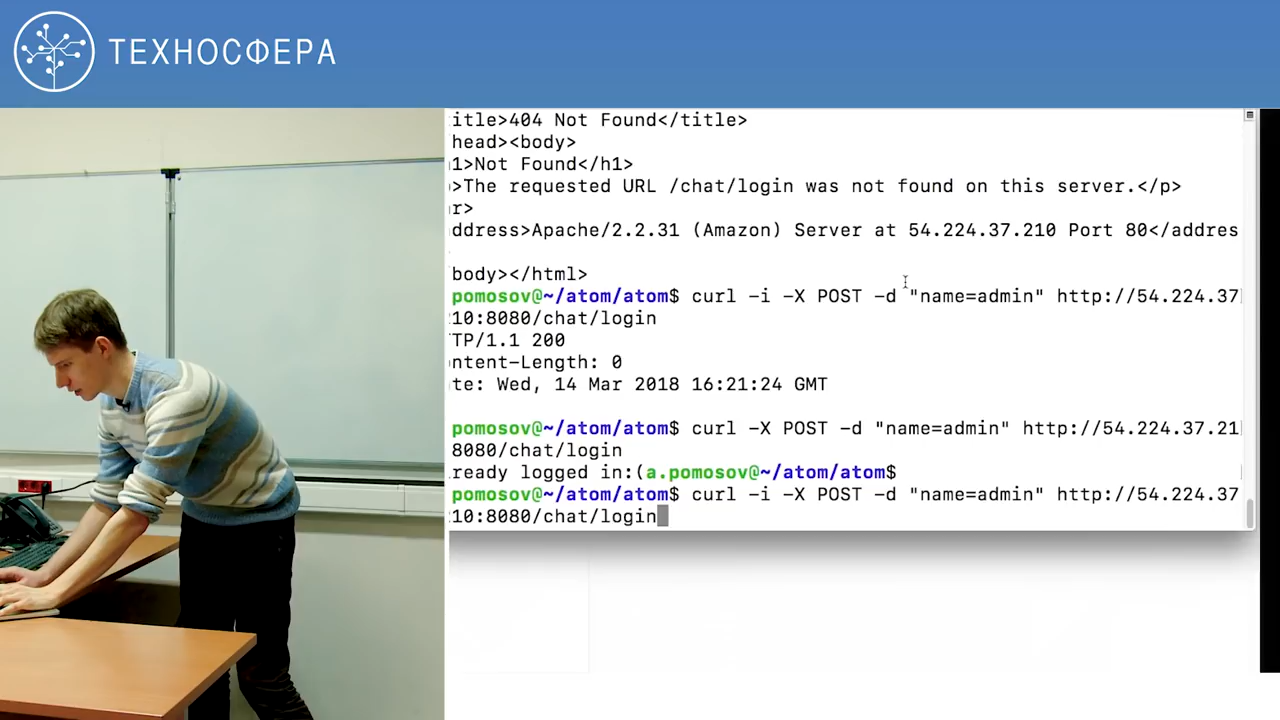 ТЕХНОСФЕРА
itle>404 Not Found</title>
head><body>
1>Not Found</h1>
>The requested URL /chat/login was not found on this server.</p>
r>
ddress>Apache/2.2.31 (Amazon) Server at 54.224.37.210 Port 80</addres
body></html>
pomosov@~/atom/atom$ curl -i -X POST -d "name=admin" http://54.224.37
10:8080/chat/login
TP/1.1 200
ntent-Length: 0
te: Wed, 14 Mar 2018 16:21:24 GMT
pomosov@~/atom/atom$ curl -X POST -d "name=admin" http://54.224.37.21
8080/chat/login
ready logged in:(a.pomosov@~/atom/atom$
pomosov@~/atom/atom$ curl -i -X POST -d "name=admin" http://54.224.37
10:8080/chat/login